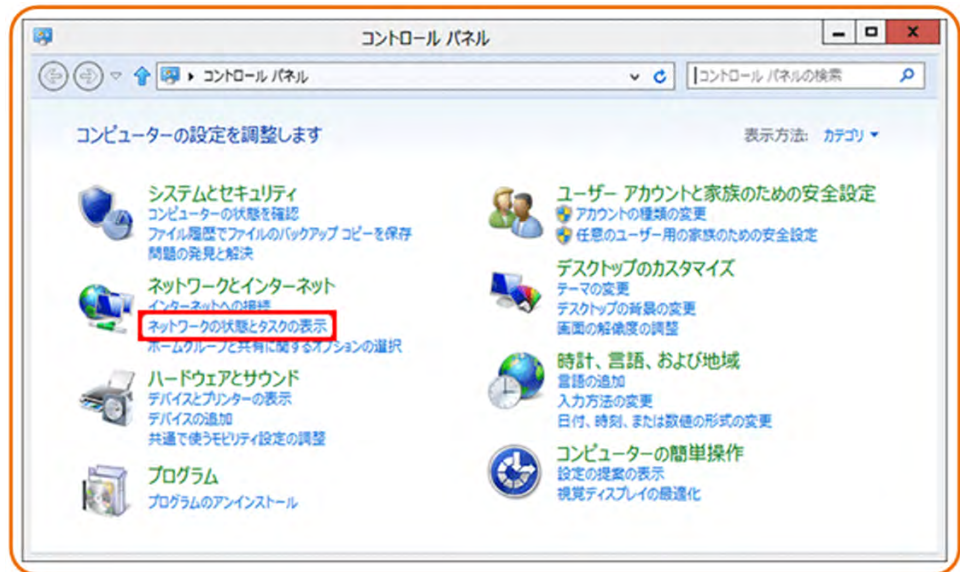 コントロール パネル
コントロール パネル
コントロール パネルの検索
コンピューターの設定を調整します
表示方法: カテゴリ
システムとセキュリティ
コンピューターの状態を確認
ファイル履歴でファイルのバックアップ コピーを保存
問題の発見と解決
ネットワークとインターネット
インターネットへの接続
ネットワークの状態とタスクの表示
ホームグループと共有に関するオプションの選択
ハードウェアとサウンド
デバイスとプリンターの表示
デバイスの追加
共通で使うモビリティ設定の調整
プログラム
プログラムのアンインストール
ユーザー アカウントと家族のための安全設定
アカウントの種類の変更
任意のユーザー用の家族のための安全設定
デスクトップのカスタマイズ
テーマの変更
デスクトップの背景の変更
画面の解像度の調整
時計、言語、および地域
言語の追加
入力方法の変更
日付、時刻、または数値の形式の変更
コンピューターの簡単操作
設定の提案の表示
視覚ディスプレイの最適化